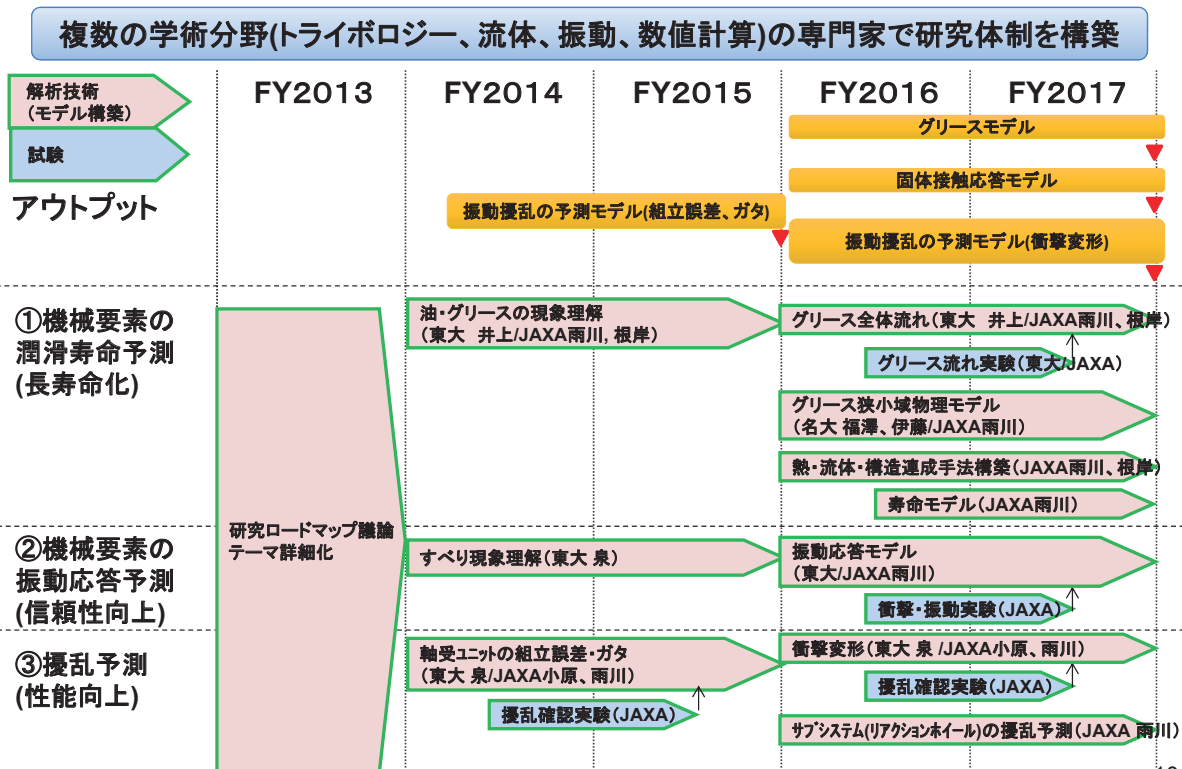 複数の学術分野(トライボロジー、流体、振動、数値計算)の専門家で研究体制を構築
解析技術
(モデル構築)
試験
FY2013
FY2014
FY2015
FY2016
FY2017
アウトプット
グリースモデル
固体接触応答モデル
振動擾乱の予測モデル(組立誤差、ガタ)
振動擾乱の予測モデル(衝撃変形)
①機械要素の
潤滑寿命予測
(長寿命化)
研究ロードマップ議論
テーマ詳細化
油・グリースの現象理解
(東大 井上/JAXA雨川, 根岸)
グリース全体流れ(東大 井上/JAXA雨川、根岸)
グリース流れ実験(東大/JAXA)
グリース狭小域物理モデル
(名大 福澤、伊藤/JAXA雨川)
熱・流体・構造連成手法構築(JAXA雨川、根岸)
寿命モデル(JAXA雨川)
②機械要素の
振動応答予測
(信頼性向上)
すべり現象理解(東大 泉)
振動応答モデル
(東大/JAXA雨川)
衝撃・振動実験(JAXA)
③擾乱予測
(性能向上)
軸受ユニットの組立誤差・ガタ
(東大 泉/JAXA小原、雨川)
擾乱確認実験(JAXA)
衝撃変形(東大 泉 /JAXA小原、雨川)
擾乱確認実験(JAXA)
サブシステム(リアクションホイール)の擾乱予測(JAXA 雨川)